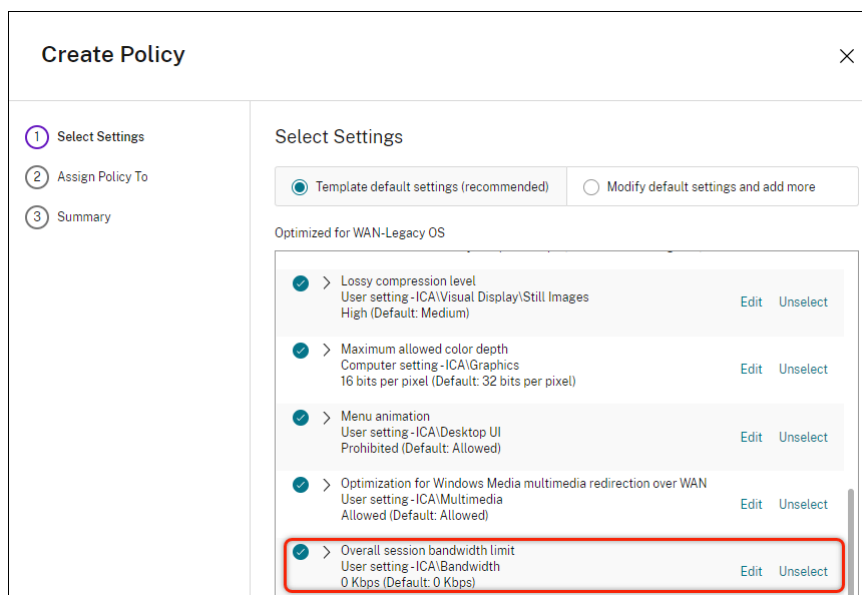 Create Policy
1 Select Settings
2 Assign Policy To
3 Summary
Select Settings
Template default settings (recommended)
Modify default settings and add more
Optimized for WAN-Legacy OS
Lossy compression level
User setting - ICA\Visual Display\Still Images
High (Default: Medium)
Edit Unselect
Maximum allowed color depth
Computer setting - ICA\Graphics
16 bits per pixel (Default: 32 bits per pixel)
Edit Unselect
Menu animation
User setting - ICA\Desktop UI
Prohibited (Default: Allowed)
Edit Unselect
Optimization for Windows Media multimedia redirection over WAN
User setting - ICA\Multimedia
Allowed (Default: Allowed)
Edit Unselect
Overall session bandwidth limit
User setting - ICA\Bandwidth
0 Kbps (Default: 0 Kbps)
Edit Unselect